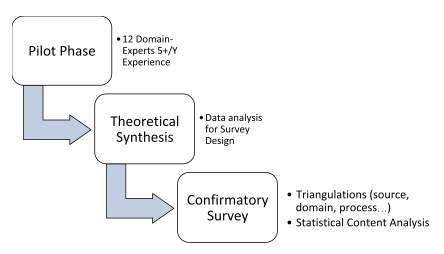 Pilot Phase
• 12 Domain-
Experts 5+/Y
Experience
Theoretical
Synthesis
• Data analysis
for Survey
Design
Confirmatory
Survey
• Triangulations (source,
domain, process...)
• Statistical Content Analysis